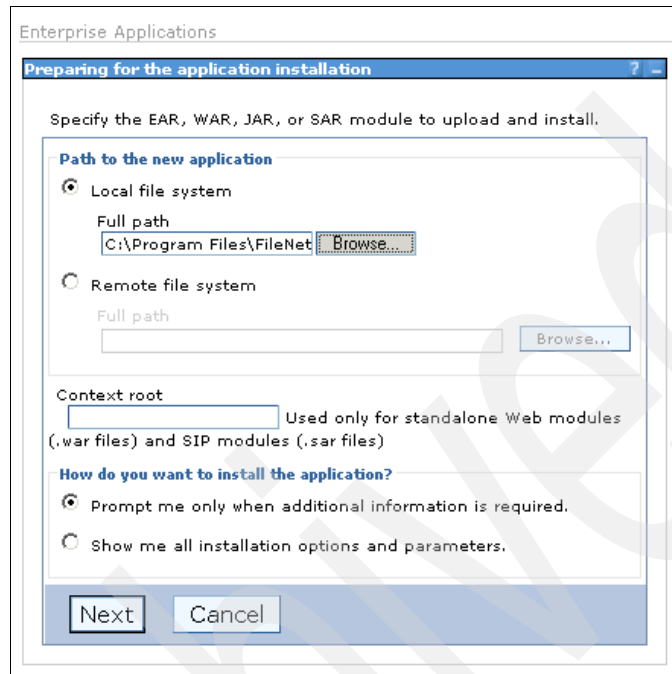 Enterprise Applications
Preparing for the application installation ? –
Specify the EAR, WAR, JAR, or SAR module to upload and install.
Path to the new application
Local file system
Full path
C:\Program Files\FileNet Browse...
Remote file system
Full path
Browse...
Context root
Used only for standalone Web modules
(.war files) and SIP modules (.sar files)
How do you want to install the application?
Prompt me only when additional information is required.
Show me all installation options and parameters.
Next Cancel